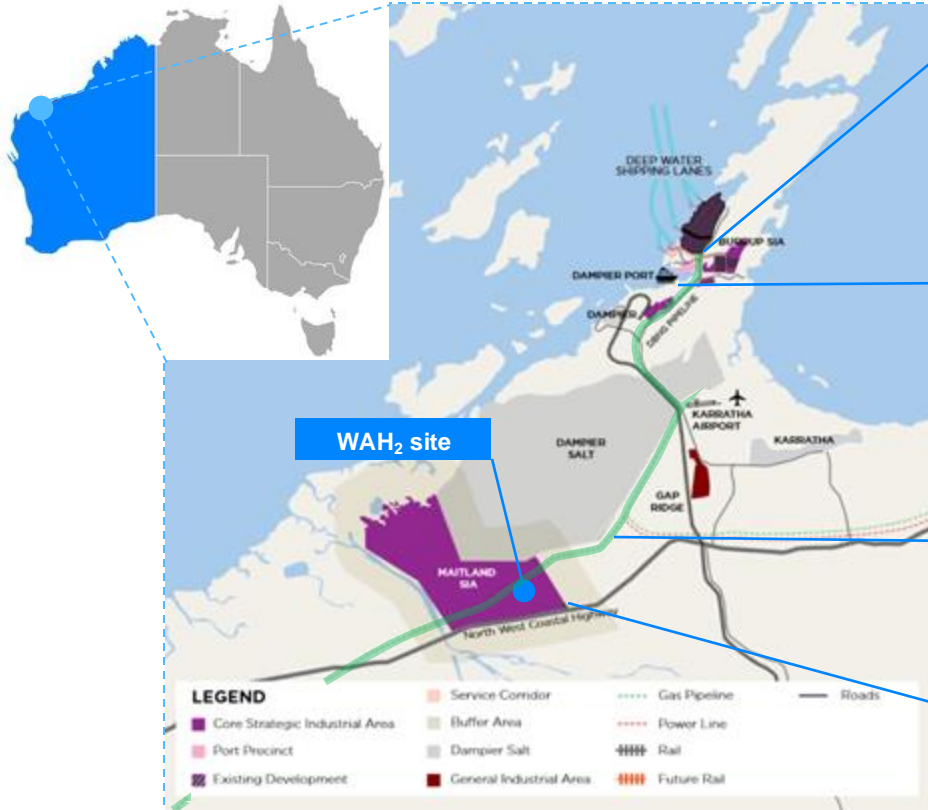 DEEP WATER
SHIPPING LANES
BURRUP SIA
DAMPIER PORT
DAMPIER
DBNG PIPELINE
KARRATHA
AIRPORT
WAH₂ site
DAMPIER
SALT
KARRATHA
GAP
RIDGE
MAITLAND
SIA
North West Coastal Highway
LEGEND
Core Strategic Industrial Area
Port Precinct
Existing Development
Service Corridor
Buffer Area
Dampier Salt
General Industrial Area
Gas Pipeline
Power Line
Rail
Future Rail
Roads